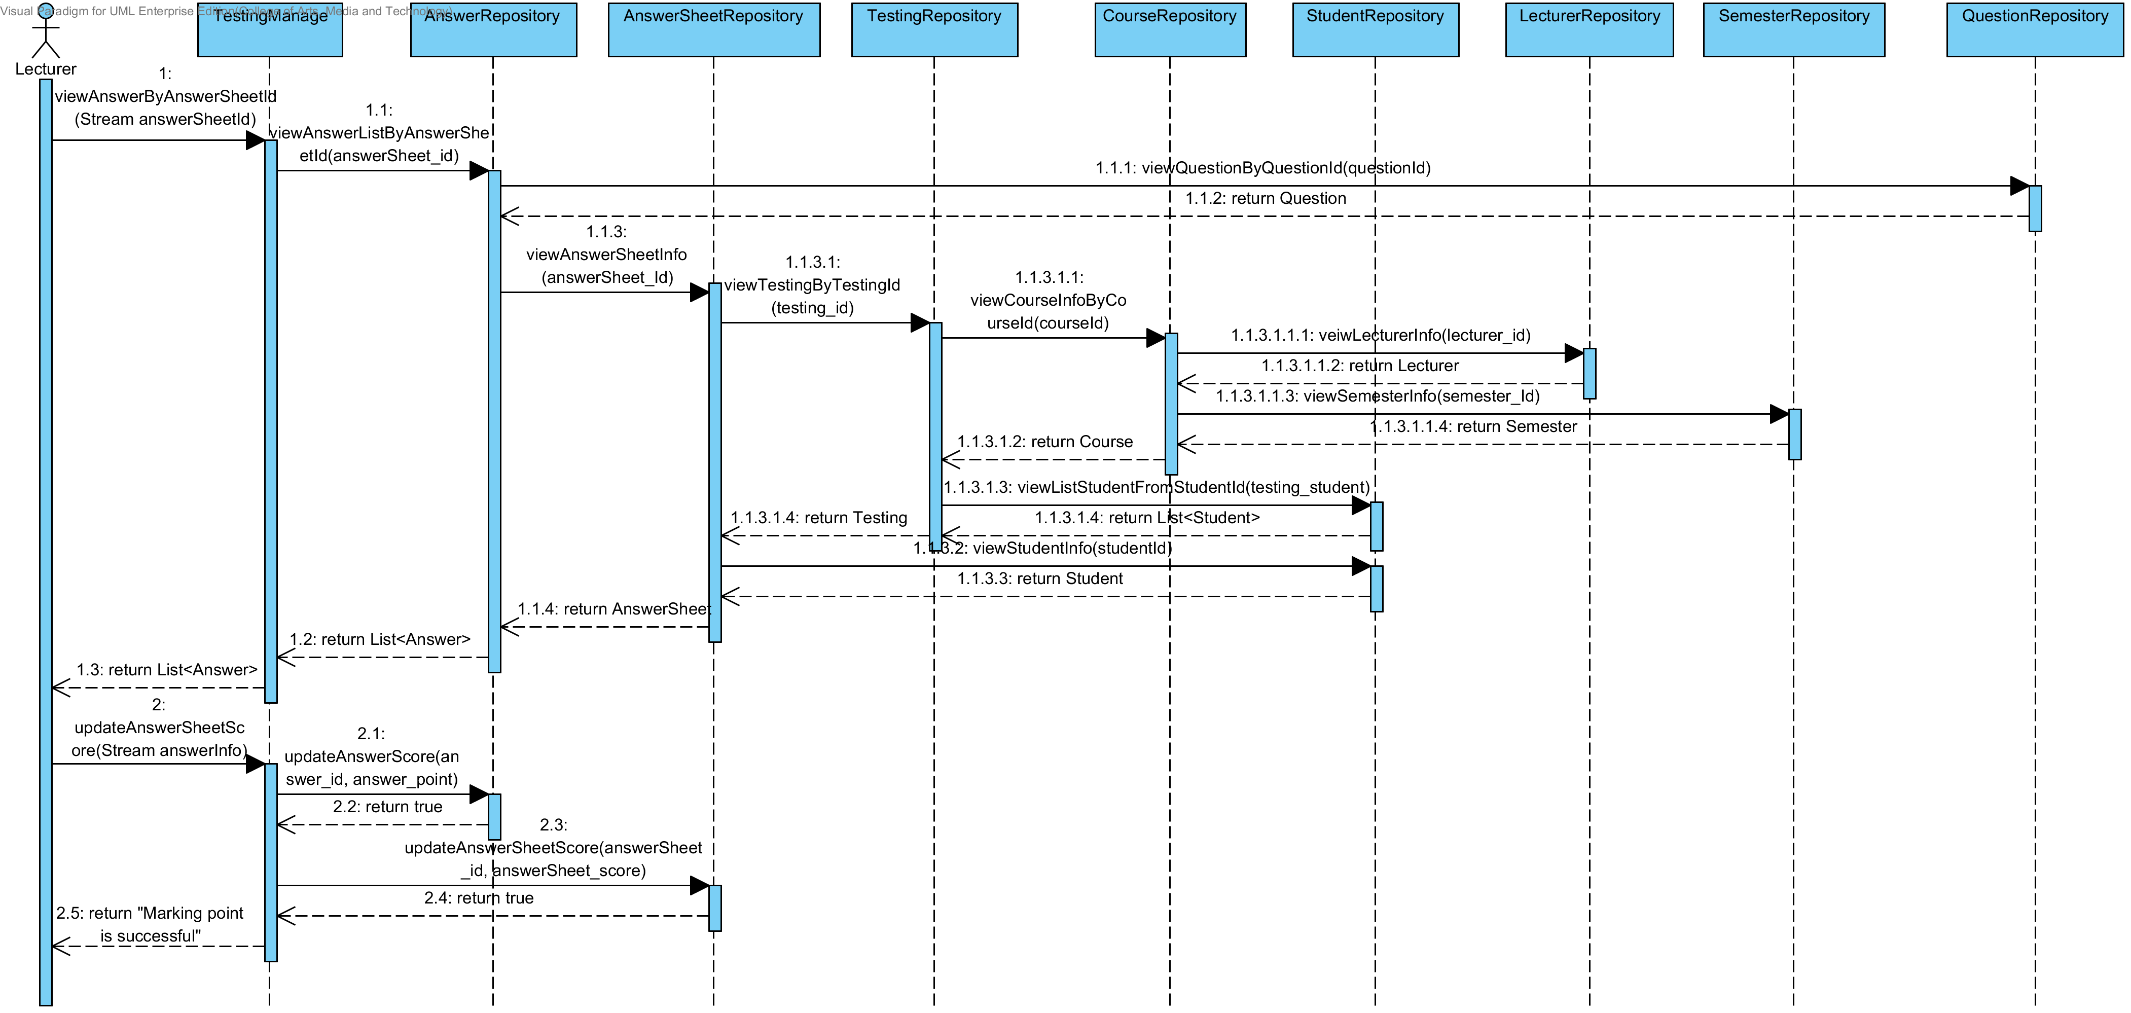 Visual Paradigm for UML Enterprise Edition(College of Arts, Media and Technology)
TestingManage
AnswerRepository
AnswerSheetRepository
TestingRepository
CourseRepository
StudentRepository
LecturerRepository
SemesterRepository
QuestionRepository
Lecturer
1:
viewAnswerByAnswerSheetId
(Stream answerSheetId)
1.1:
viewAnswerListByAnswerShe
etId(answerSheet_id)
1.1.1: viewQuestionByQuestionId(questionId)
1.1.2: return Question
1.1.3:
viewAnswerSheetInfo
(answerSheet_Id)
1.1.3.1:
viewTestingByTestingId
(testing_id)
1.1.3.1.1:
viewCourseInfoByCo
urseId(courseId)
1.1.3.1.1.1: veiwLecturerInfo(lecturer_id)
1.1.3.1.1.2: return Lecturer
1.1.3.1.1.3: viewSemesterInfo(semester_Id)
1.1.3.1.1.4: return Semester
1.1.3.1.2: return Course
1.1.3.1.3: viewListStudentFromStudentId(testing_student)
1.1.3.1.4: return Testing
1.1.3.1.4: return List<Student>
1.1.3.2: viewStudentInfo(studentId)
1.1.3.3: return Student
1.1.4: return AnswerSheet
1.2: return List<Answer>
1.3: return List<Answer>
2:
updateAnswerSheetSc
ore(Stream answerInfo)
2.1:
updateAnswerScore(an
swer_id, answer_point)
2.2: return true
2.3:
updateAnswerSheetScore(answerSheet
_id, answerSheet_score)
2.4: return true
2.5: return "Marking point
is successful"